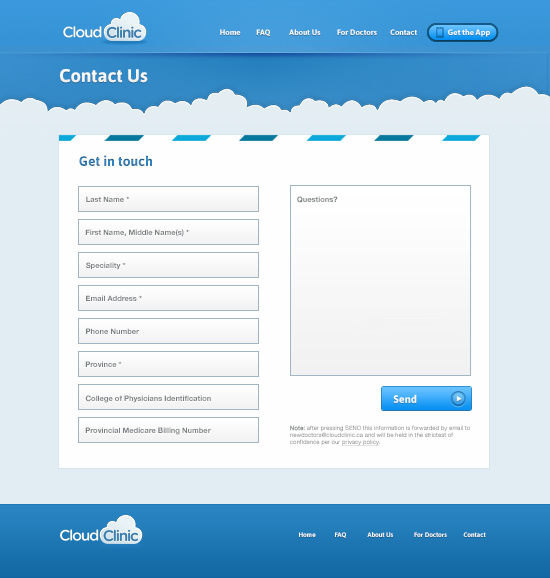 Cloud Clinic
Home FAQ About Us For Doctors Contact Get the App
Contact Us
Get in touch
Last Name *
First Name, Middle Name(s) *
Speciality *
Email Address *
Phone Number
Province *
College of Physicians Identification
Provincial Medicare Billing Number
Questions?
Send
Note: after pressing SEND this information is forwarded by email to
newdoctors@cloudclinic.ca and will be held in the strictest of
confidence per our privacy policy.
Cloud Clinic
Home FAQ About Us For Doctors Contact